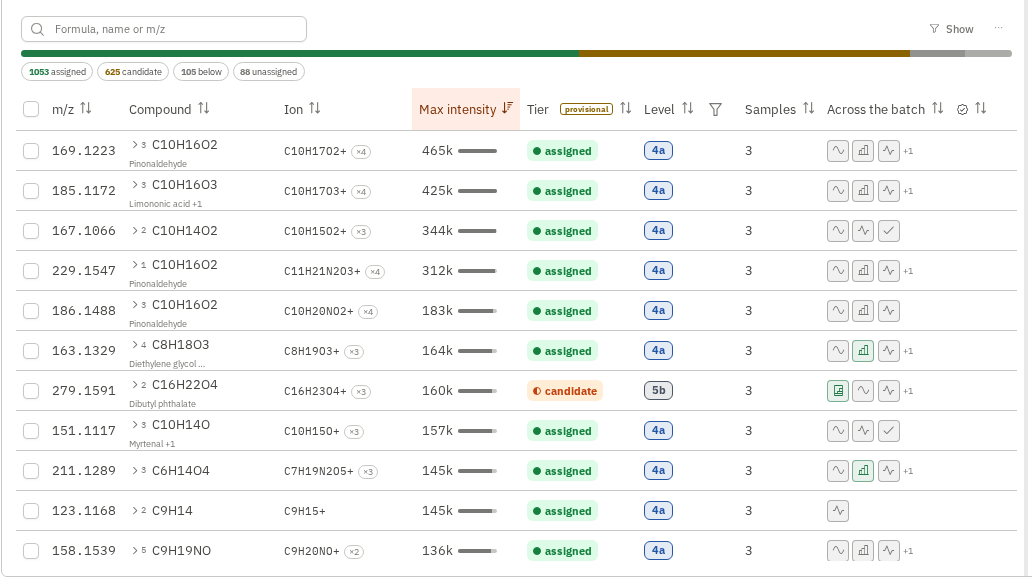 Formula, name or m/z
Show ...
1053 assigned 625 candidate 105 below 88 unassigned
m/z Compound Ion Max intensity Tier provisional Level Samples Across the batch
169.1223 3 C10H16O2 C10H17O2+ ×4 465k assigned 4a 3 +1
Pinonaldehyde
185.1172 3 C10H16O3 C10H17O3+ ×4 425k assigned 4a 3 +1
Limononic acid +1
167.1066 2 C10H14O2 C10H15O2+ ×3 344k assigned 4a 3
229.1547 1 C10H16O2 C11H21N2O3+ ×4 312k assigned 4a 3 +1
Pinonaldehyde
186.1488 3 C10H16O2 C10H20NO2+ ×4 183k assigned 4a 3
Pinonaldehyde
163.1329 4 C8H18O3 C8H19O3+ ×3 164k assigned 4a 3 +1
Diethylene glycol ...
279.1591 2 C16H22O4 C16H23O4+ ×3 160k candidate 5b 3 +1
Dibutyl phthalate
151.1117 3 C10H14O C10H15O+ ×3 157k assigned 4a 3
Myrtenal +1
211.1289 3 C6H14O4 C7H19N2O5+ ×3 145k assigned 4a 3 +1
123.1168 2 C9H14 C9H15+ 145k assigned 4a 3
158.1539 5 C9H19NO C9H20NO+ ×2 136k assigned 4a 3 +1